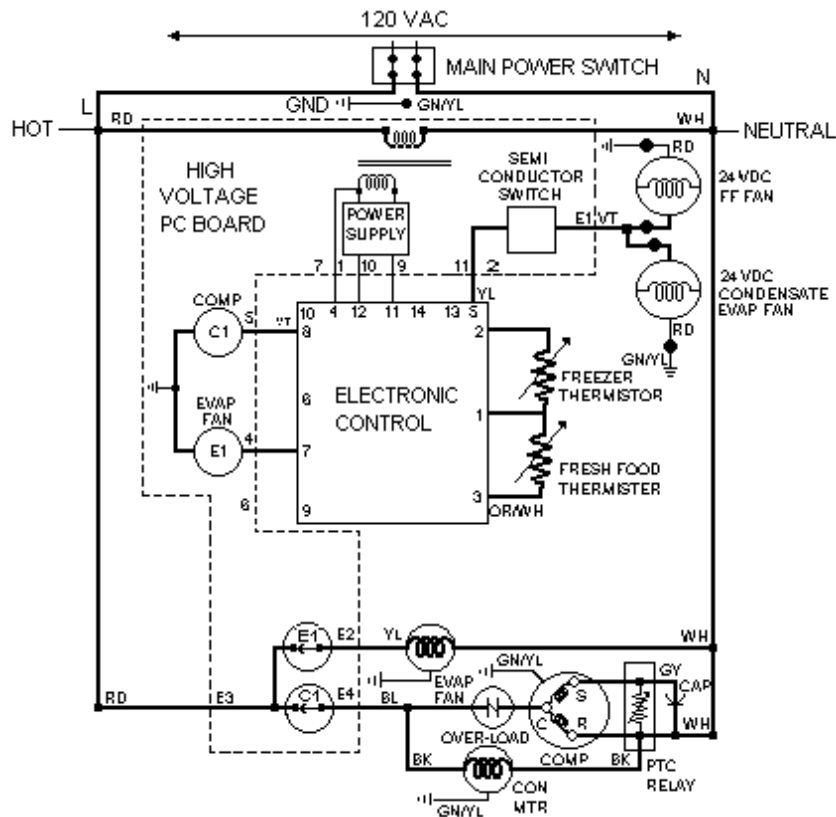 120 VAC
MAIN POWER SWITCH
N
L
GND
GN/YL
HOT
RD
WH
NEUTRAL
HIGH
VOLTAGE
PC BOARD
SEMI
CONDUCTOR
SWITCH
RD
24 VDC
FF FAN
POWER
SUPPLY
E1 VT
7 1 10 9 11 2
24 VDC
CONDENSATE
EVAP FAN
YL
RD
GN/YL
COMP
C1
5
VT
10 4 12 11 14 13 5
8
2
FREEZER
THERMISTOR
ELECTRONIC
CONTROL
6
1
EVAP
FAN
E1
4
7
FRESH FOOD
THERMISTER
3
OR/WH
6
9
E1
E2
YL
WH
EVAP
FAN
GN/YL
GY
CAP
RD
E3
C1
E4
BL
OVER-LOAD
C
S
R
WH
COMP
BK
BK
CON
MTR
GN/YL
PTC
RELAY